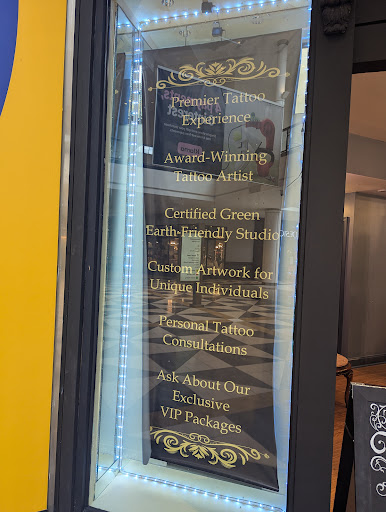 Premier Tattoo
Experience
Award-Winning
Tattoo Artist
Certified Green
Earth-Friendly Studio
Custom Artwork for
Unique Individuals
Personal Tattoo
Consultations
Ask About Our
Exclusive
VIP Packages